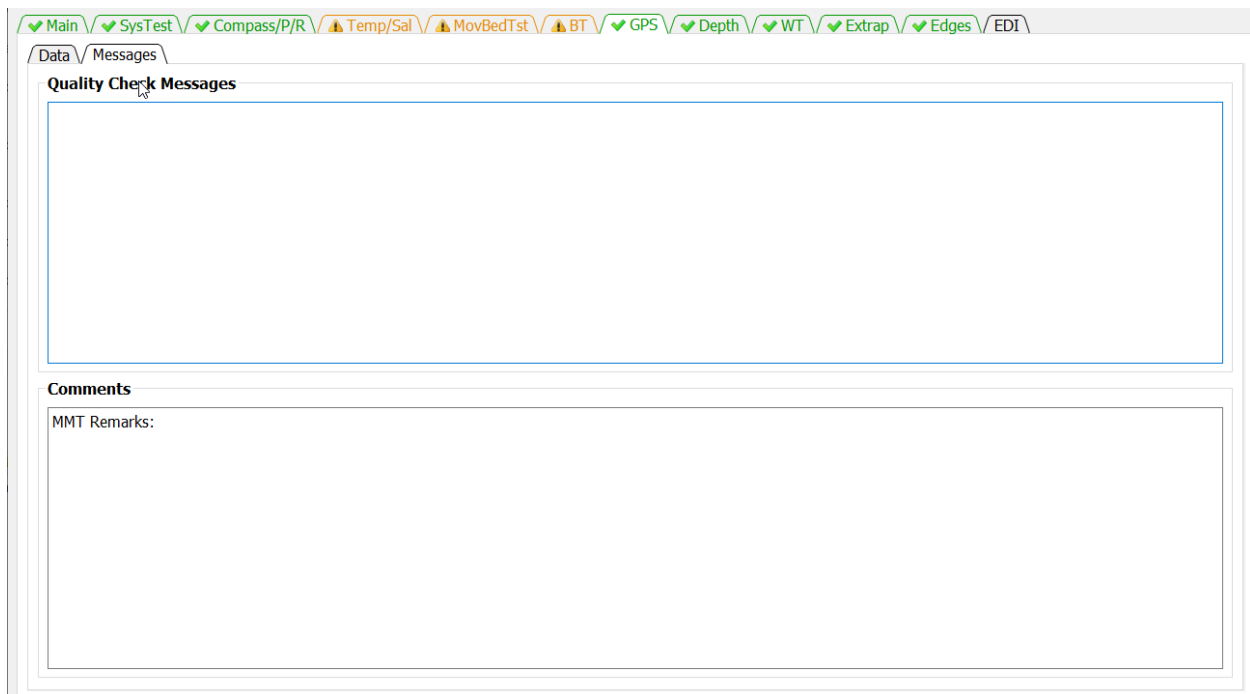 Main SysTest Compass/P/R Temp/Sal MovBedTst BT GPS Depth WT Extrap Edges EDI
Data Messages
Quality Check Messages
Comments
MMT Remarks: